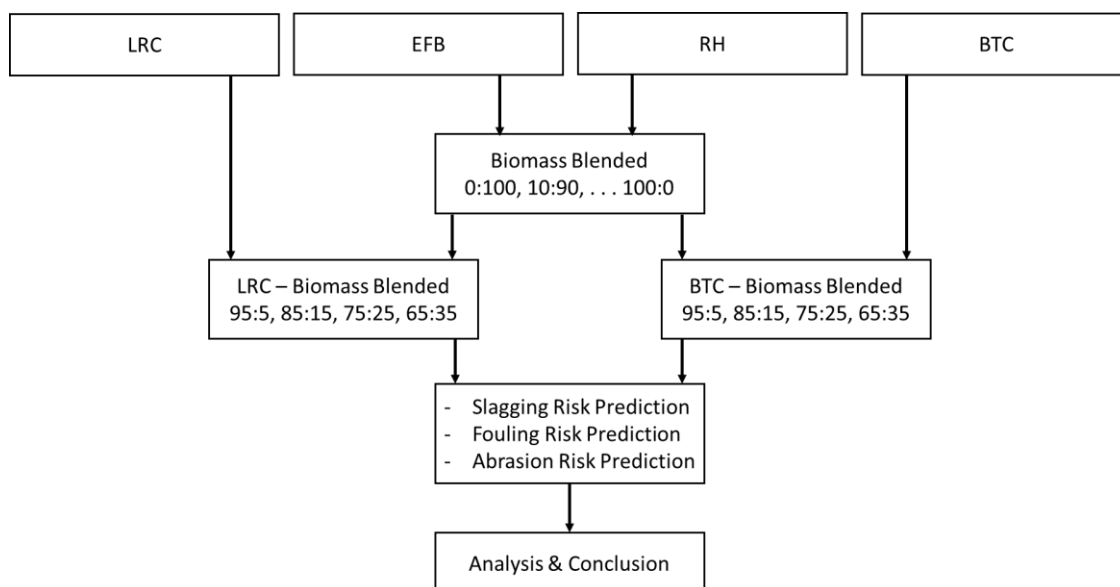 LRC
EFB
RH
BTC
Biomass Blended
0:100, 10:90, . . . 100:0
LRC – Biomass Blended
95:5, 85:15, 75:25, 65:35
BTC – Biomass Blended
95:5, 85:15, 75:25, 65:35
- Slagging Risk Prediction
- Fouling Risk Prediction
- Abrasion Risk Prediction
Analysis & Conclusion